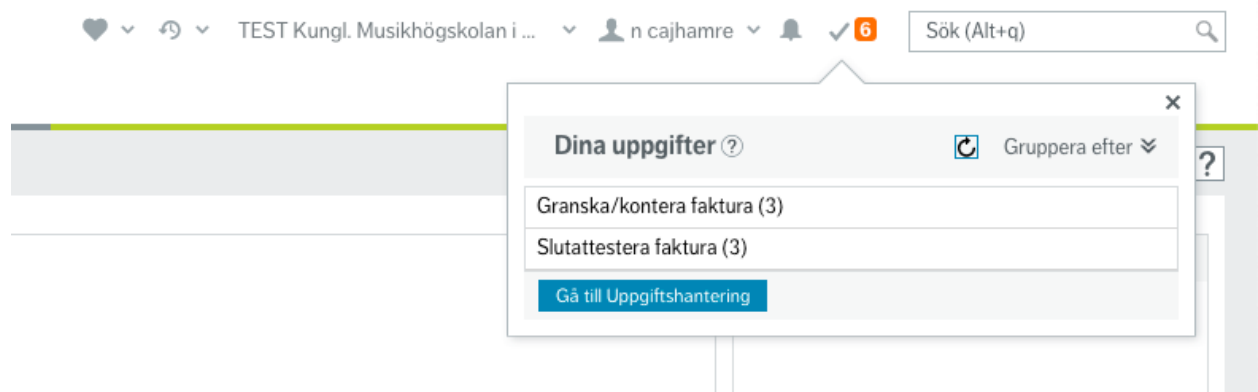 TEST Kungl. Musikhögskolan i ...
n cajhamre
6
Sök (Alt+q)
Dina uppgifter ?
Gruppera efter
?
Granska/kontera faktura (3)
Slutattestera faktura (3)
Gå till Uppgiftshantering